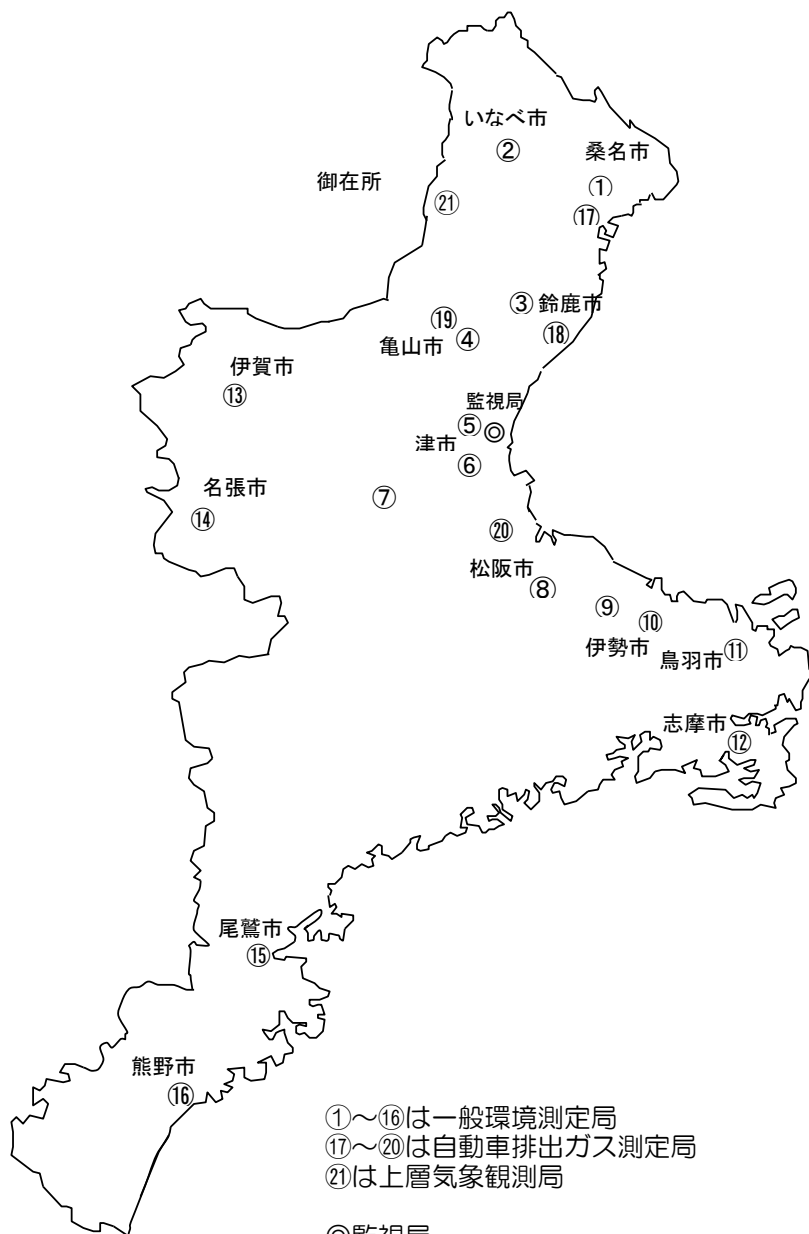 いなべ市
②
桑名市
①
御在所
㉑
⑰
③鈴鹿市
⑲
⑱
④
亀山市
伊賀市
⑬
監視局
⑤◎
津市
⑥
名張市
⑦
⑭
⑳
松阪市
⑧
⑨
⑩
伊勢市
鳥羽市⑪
志摩市
⑫
尾鷲市
⑮
熊野市
⑯
①～⑯は一般環境測定局
⑰～⑳は自動車排出ガス測定局
㉑は上層気象観測局
◎監視局